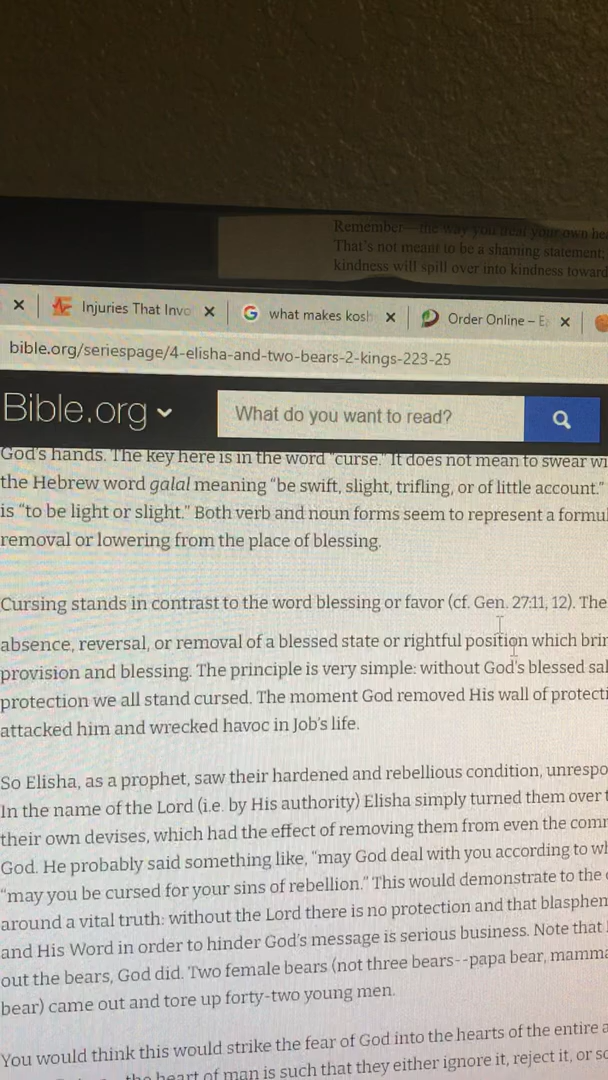 Remember—the way you treat your own
That's not meant to be a shaming statement;
kindness will spill over into kindness toward
× Injuries That Invo × what makes kosh × Order Online – Ea ×
bible.org/seriespage/4-elisha-and-two-bears-2-kings-223-25
Bible.org What do you want to read?
God's hands. The key here is in the word "curse." It does not mean to swear
the Hebrew word galal meaning "be swift, slight, trifling, or of little account."
is "to be light or slight." Both verb and noun forms seem to represent a
removal or lowering from the place of blessing.
Cursing stands in contrast to the word blessing or favor (cf. Gen. 27:11, 12). The
absence, reversal, or removal of a blessed state or rightful position which
provision and blessing. The principle is very simple: without God's blessed
protection we all stand cursed. The moment God removed His wall of
attacked him and wrecked havoc in Job's life.
So Elisha, as a prophet, saw their hardened and rebellious condition,
In the name of the Lord (i.e. by His authority) Elisha simply turned them over
their own devises, which had the effect of removing them from even the
God. He probably said something like, "may God deal with you according to
"may you be cursed for your sins of rebellion." This would demonstrate to the
around a vital truth: without the Lord there is no protection and that
and His Word in order to hinder God's message is serious business. Note that
out the bears, God did. Two female bears (not three bears--papa bear,
bear) came out and tore up forty-two young men.
You would think this would strike the fear of God into the hearts of the entire
the heart of man is such that they either ignore it, reject it, or